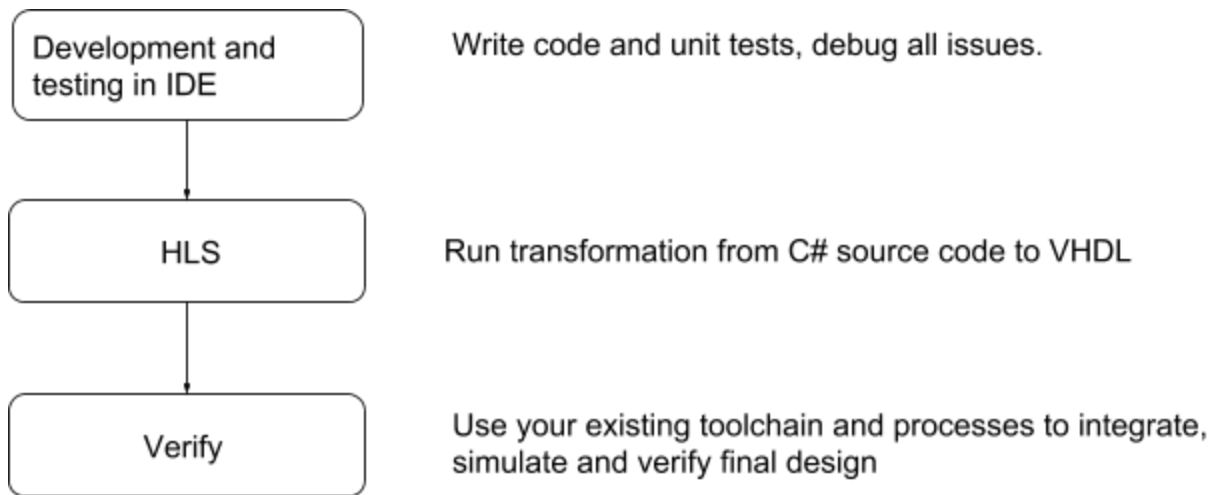 Development and
testing in IDE
Write code and unit tests, debug all issues.
HLS
Run transformation from C# source code to VHDL
Verify
Use your existing toolchain and processes to integrate,
simulate and verify final design